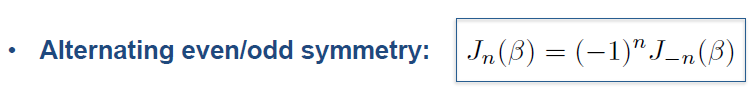 • Alternating even/odd symmetry: Jₙ(β) = (−1)ⁿ J₋ₙ(β)